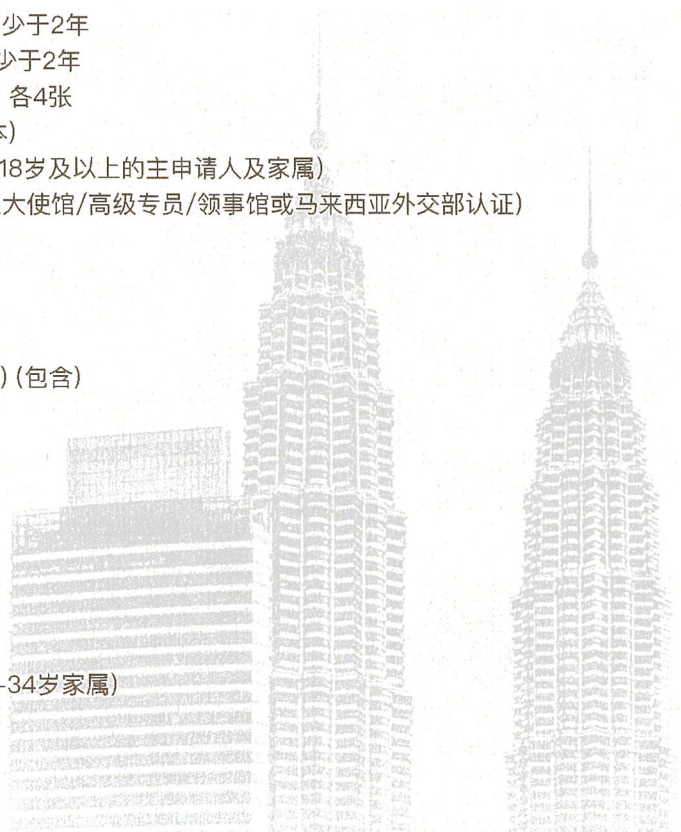 少于2年
少于2年
各4张
本)
18岁及以上的主申请人及家属)
大使馆/高级专员/领事馆或马来西亚外交部认证)
) (包含)
-34岁家属)